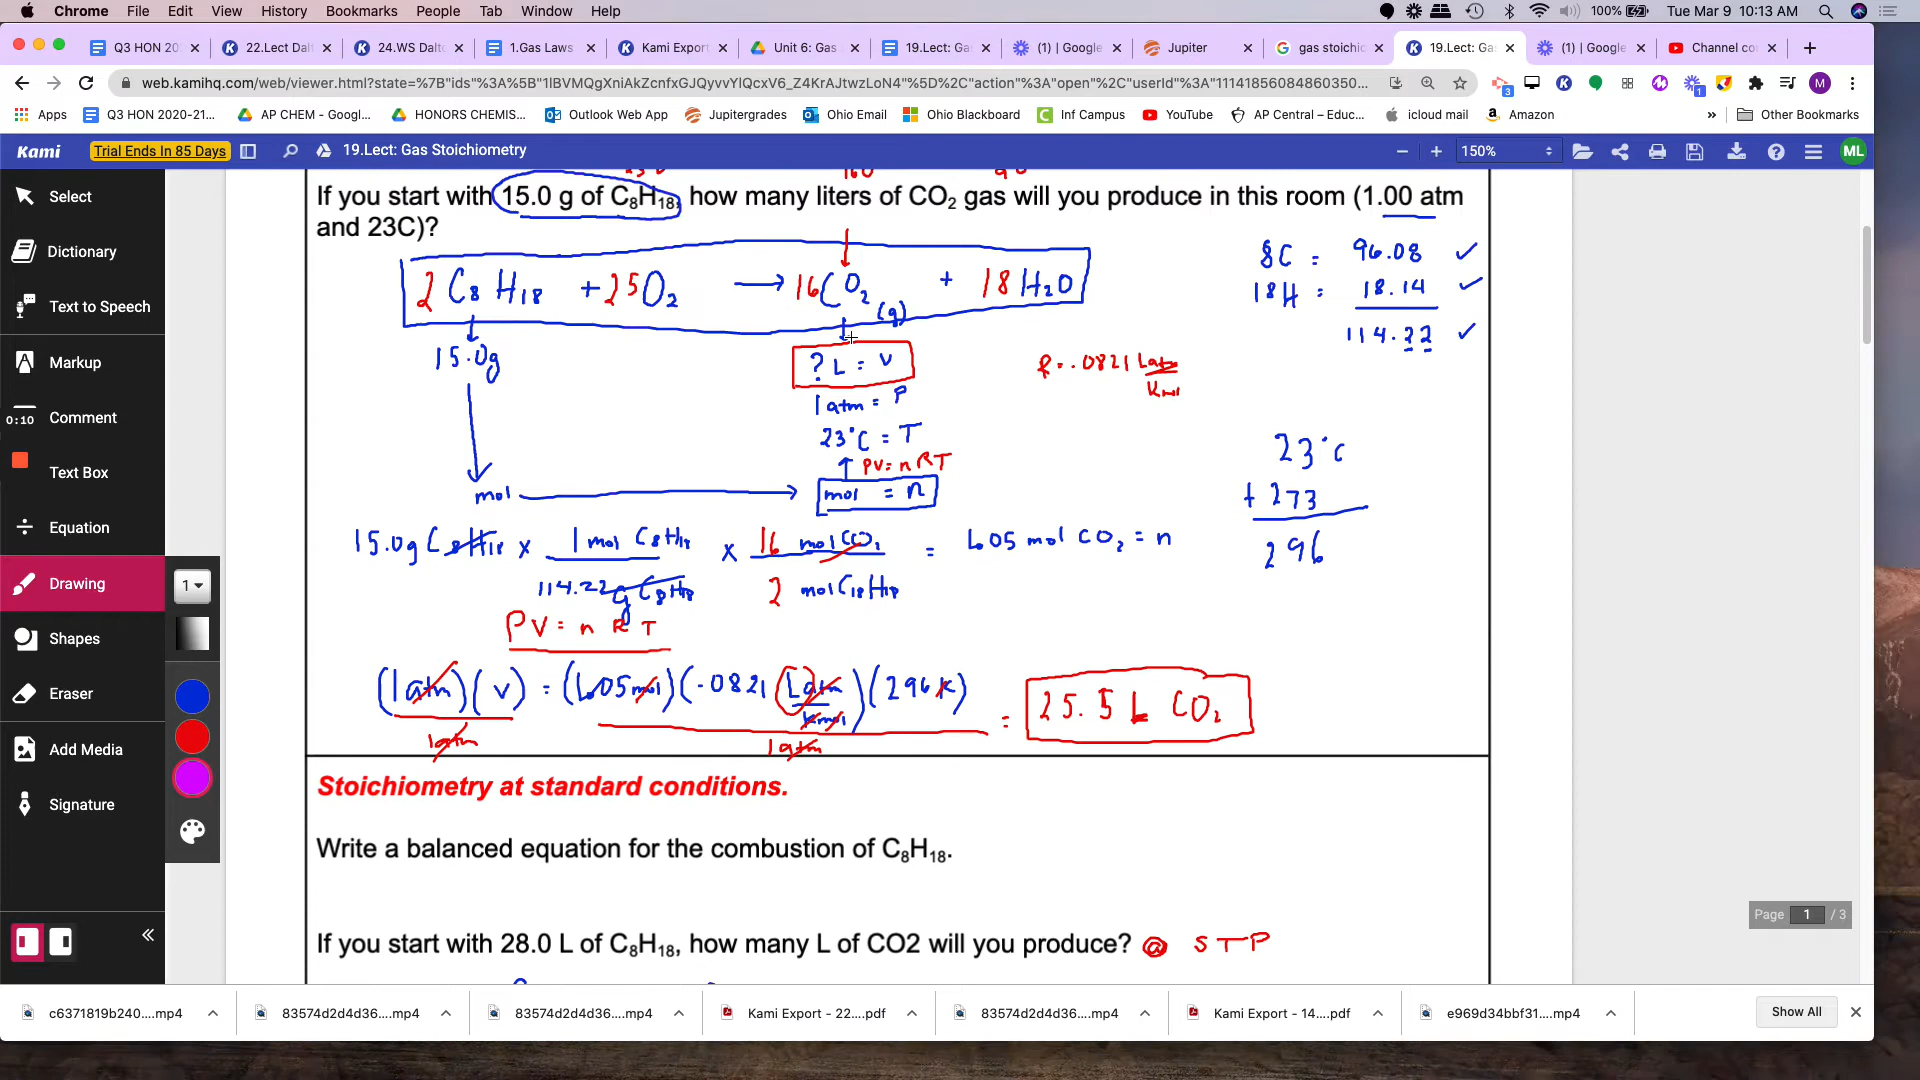 Chrome File Edit View History Bookmarks People Tab Window Help 100% Tue Mar 9 10:13 AM
Q3 HON 20 22.Lect Dalt 24.WS Dalt 1.Gas Laws Kami Export Unit 6: Gas 19.Lect: Ga (1) | Google Jupiter gas stoichic 19.Lect: Ga (1) | Google Channel co
web.kamihq.com/web/viewer.html?state=%7B"ids"%3A%5B"1lBVMQgXniAkZcnfxGJQyvvYlQcxV6_Z4KrAJtwzLoN4"%5D%2C"action"%3A"open"%2C"userId"%3A"11141856084860350...
Apps Q3 HON 2020-21... AP CHEM - Googl... HONORS CHEMIS... Outlook Web App Jupitergrades Ohio Email Ohio Blackboard Inf Campus YouTube AP Central – Educ... icloud mail Amazon » Other Bookmarks
Kami Trial Ends In 85 Days 19.Lect: Gas Stoichiometry 150% ML
Select
Dictionary
Text to Speech
Markup
Comment
0:10
Text Box
Equation
Drawing
1
Shapes
Eraser
Add Media
Signature
If you start with 15.0 g of C₈H₁₈, how many liters of CO₂ gas will you produce in this room (1.00 atm
and 23C)?
2 C₈H₁₈ + 25O₂ → 16CO₂ (g) + 18H₂O
8C = 96.08 ✓
18H = 18.14 ✓
114.22 ✓
15.0g
? L = V
R = .0821 Latm
Kmol
1 atm = P
23°C = T
PV = nRT
mol → mol = n
23°C
+ 273
296
15.0g C₈H₁₈ x 1 mol C₈H₁₈ x 16 mol CO₂ = 1.05 mol CO₂ = n
114.22 g C₈H₁₈ 2 mol C₁₈H₁₈
PV = nRT
(1atm)(V) = (1.05mol)(.0821 Latm)(296K) = 25.5 L CO₂
Kmol
1atm 1atm
Stoichiometry at standard conditions.
Write a balanced equation for the combustion of C₈H₁₈.
If you start with 28.0 L of C₈H₁₈, how many L of CO2 will you produce? @ STP
Page 1 / 3
c6371819b240....mp4 83574d2d4d36....mp4 83574d2d4d36....mp4 Kami Export - 22....pdf 83574d2d4d36....mp4 Kami Export - 14....pdf e969d34bbf31....mp4 Show All